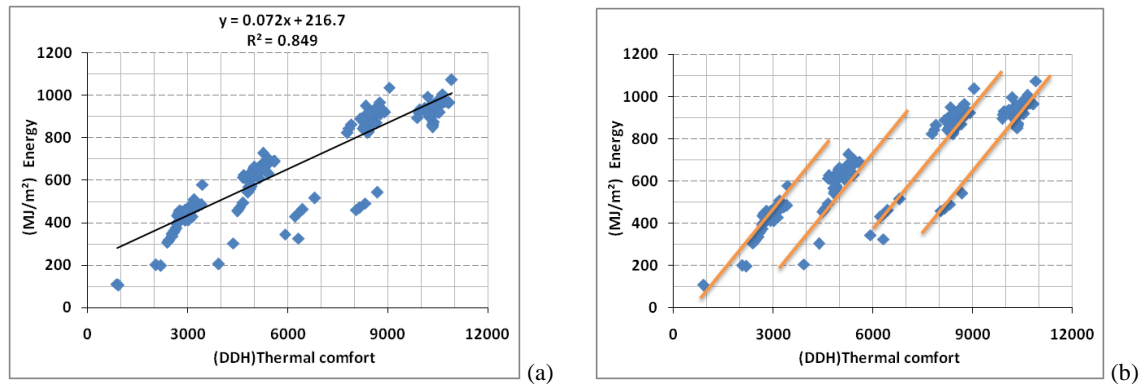 y = 0.072x + 216.7
R² = 0.849
1200
1000
800
600
400
200
0
(MJ/m²) Energy
0 3000 6000 9000 12000
(DDH)Thermal comfort
(a)
1200
1000
800
600
400
200
0
(MJ/m²) Energy
0 3000 6000 9000 12000
(DDH)Thermal comfort
(b)